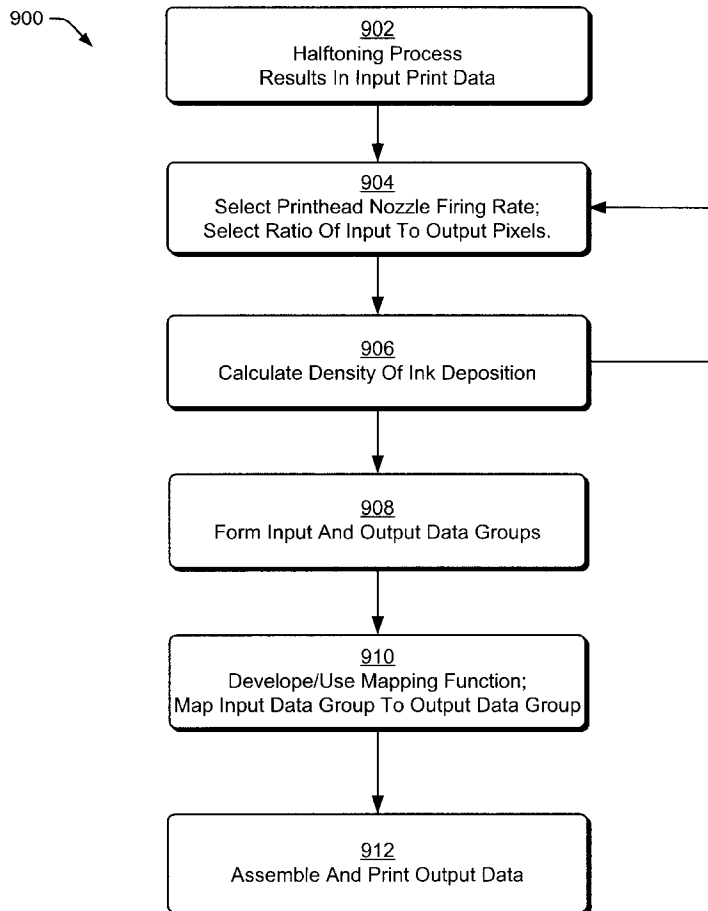 900
902
Halftoning Process
Results In Input Print Data
904
Select Printhead Nozzle Firing Rate;
Select Ratio Of Input To Output Pixels.
906
Calculate Density Of Ink Deposition
908
Form Input And Output Data Groups
910
Develope/Use Mapping Function;
Map Input Data Group To Output Data Group
912
Assemble And Print Output Data